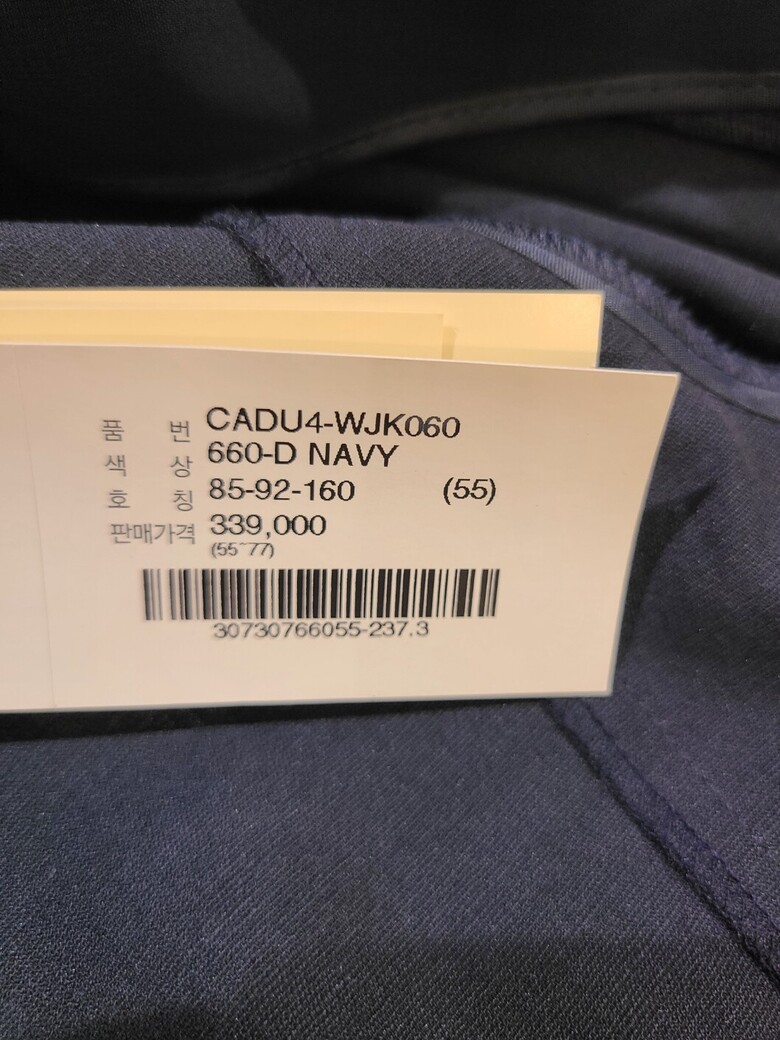 품 번 CADU4-WJK060
색 상 660-D NAVY
호 칭 85-92-160 (55)
판매가격 339,000
(55~77)
30730766055-237.3